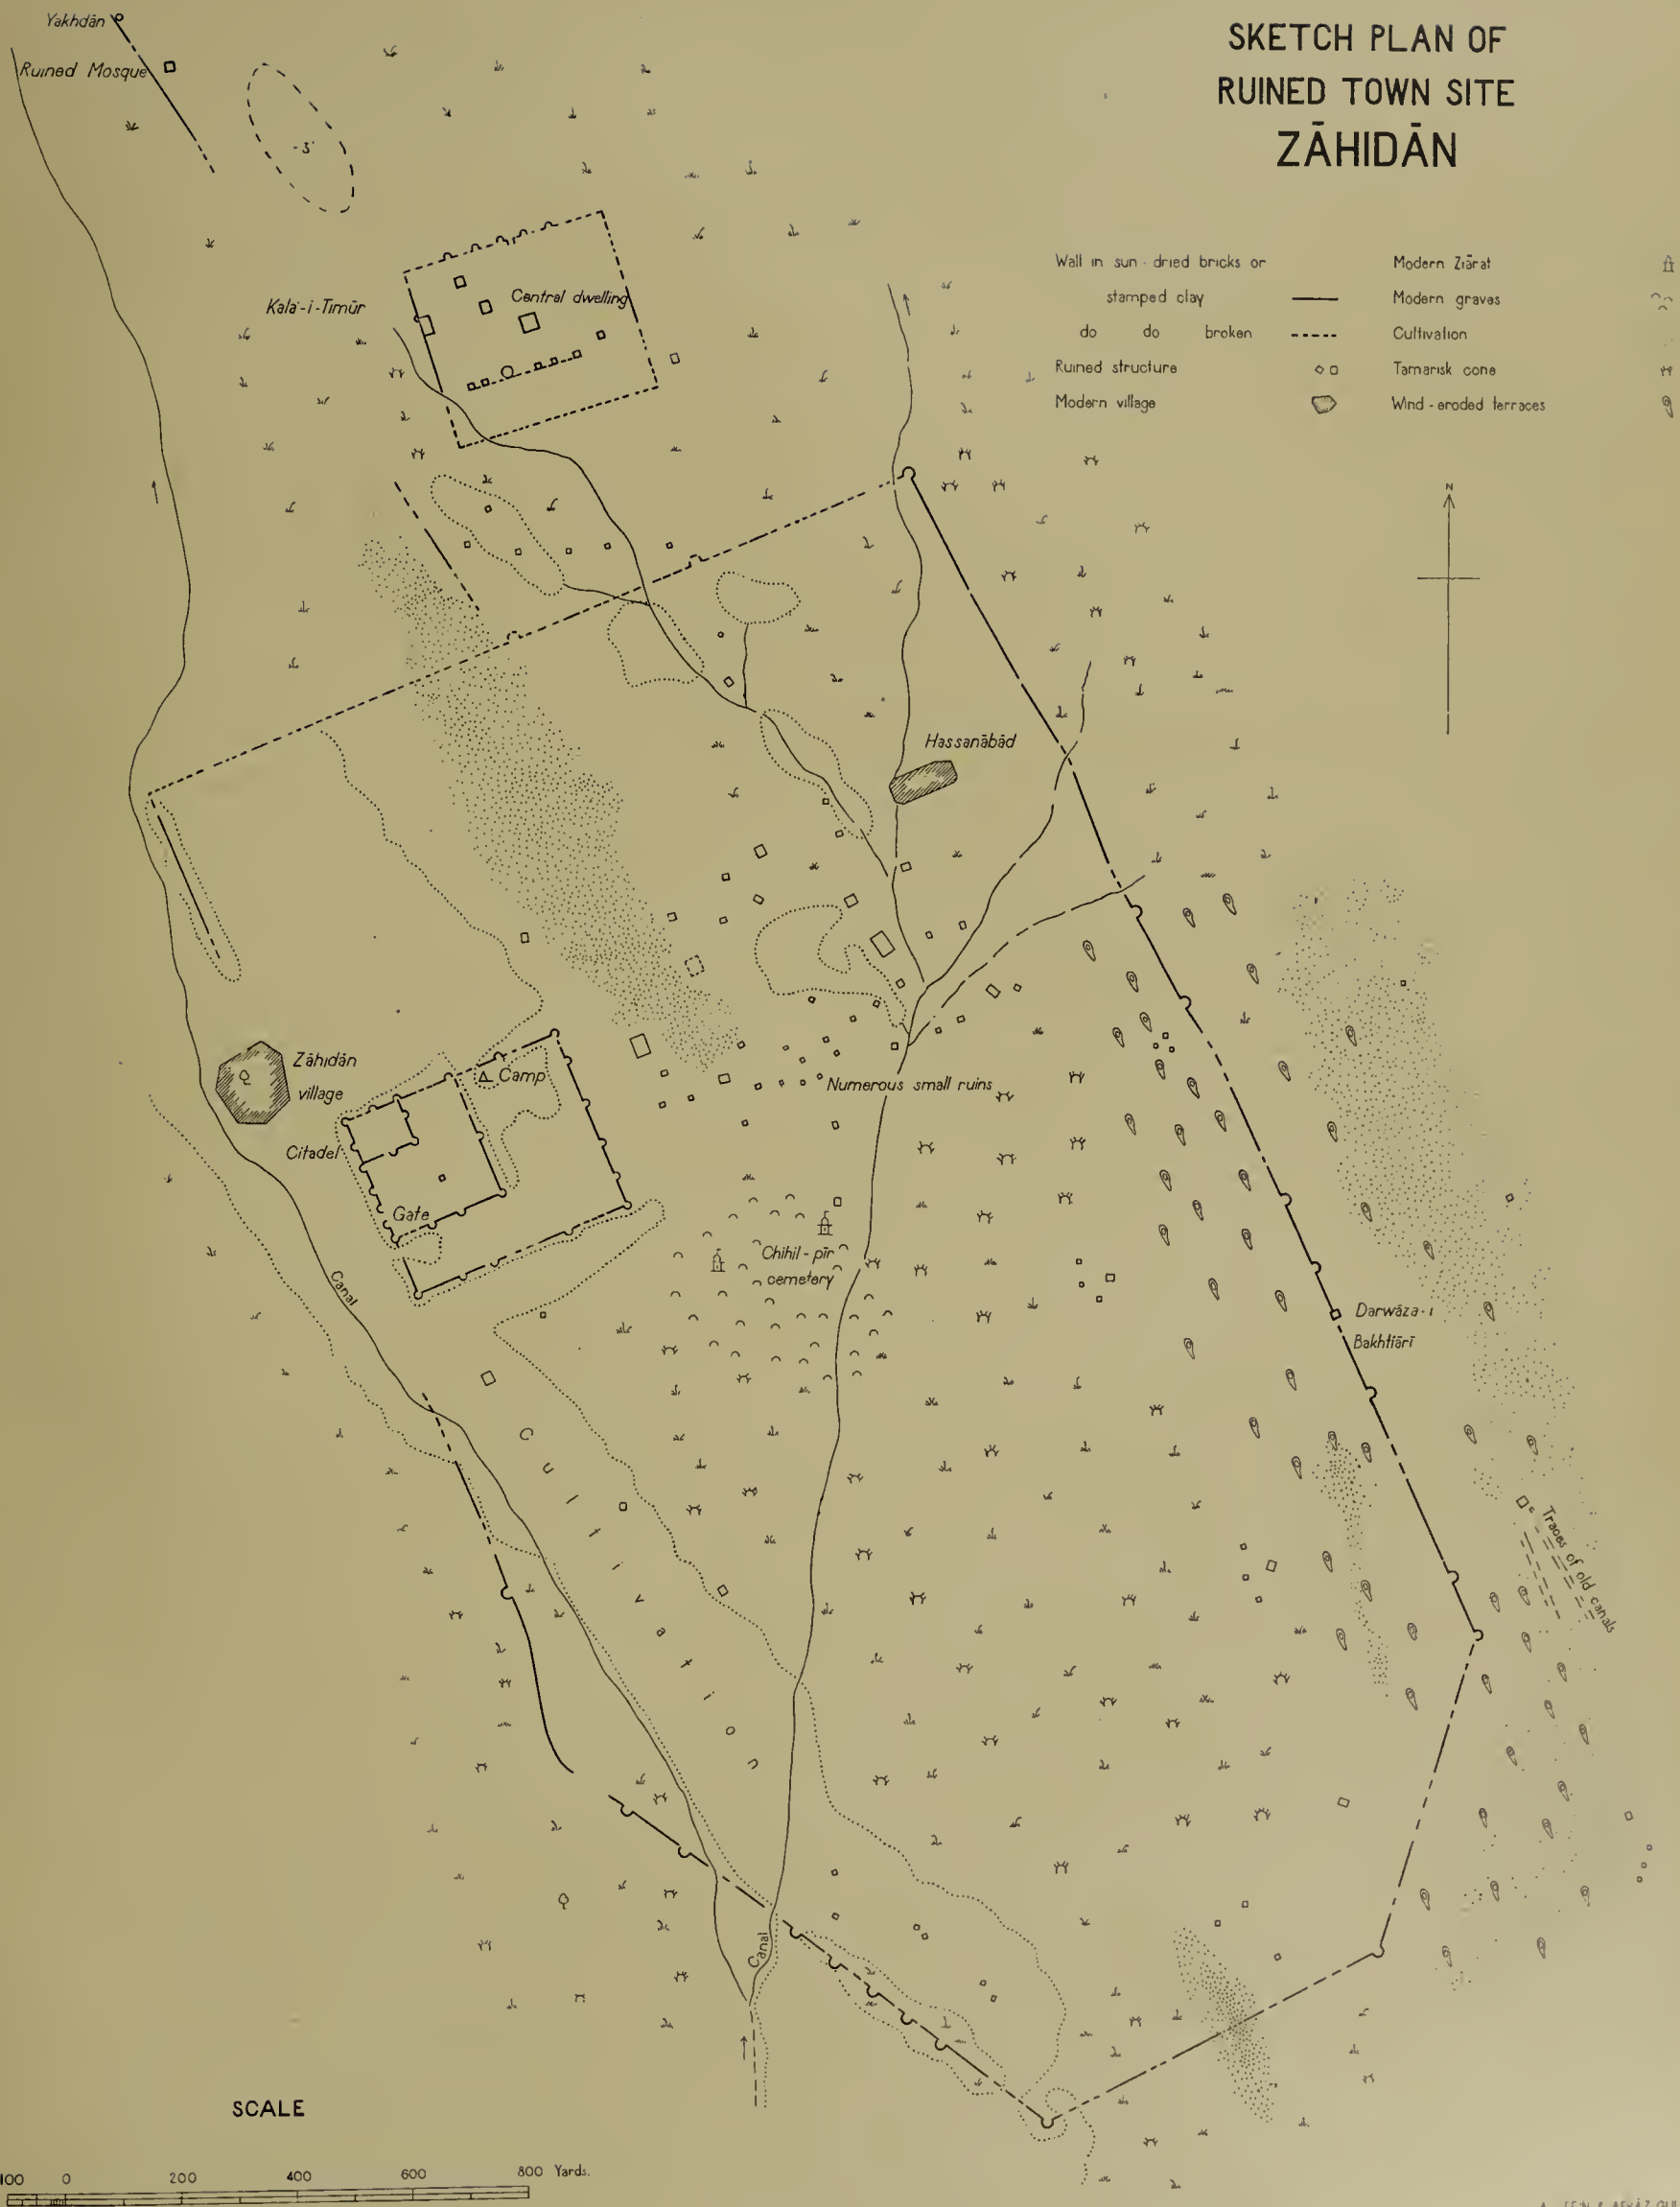 SKETCH PLAN OF
RUINED TOWN SITE
ZĀHIDĀN
Yakhdān
Ruined Mosque
-3'
Kala'-i-Timūr
Central dwelling
Wall in sun-dried bricks or
stamped clay
do do broken
Ruined structure
Modern village
Modern Ziārat
Modern graves
Cultivation
Tamarisk cone
Wind-eroded terraces
N
Hassanābād
Zāhidān
village
Camp
Citadel
Gate
Numerous small ruins
Chihil-pīr
cemetery
Canal
Darwāza-i
Bakhtiārī
Cultivation
Traces of old canals
Canal
SCALE
100 0 200 400 600 800 Yards.